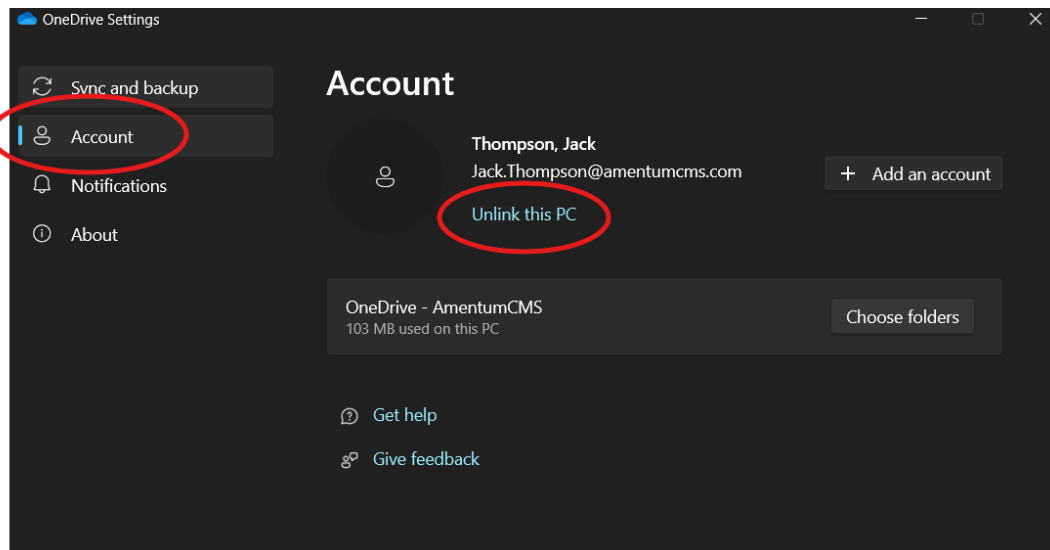 OneDrive Settings
Sync and backup
Account
Notifications
About
Account
Thompson, Jack
Jack.Thompson@amentumcms.com
Unlink this PC
+ Add an account
OneDrive - AmentumCMS
103 MB used on this PC
Choose folders
Get help
Give feedback